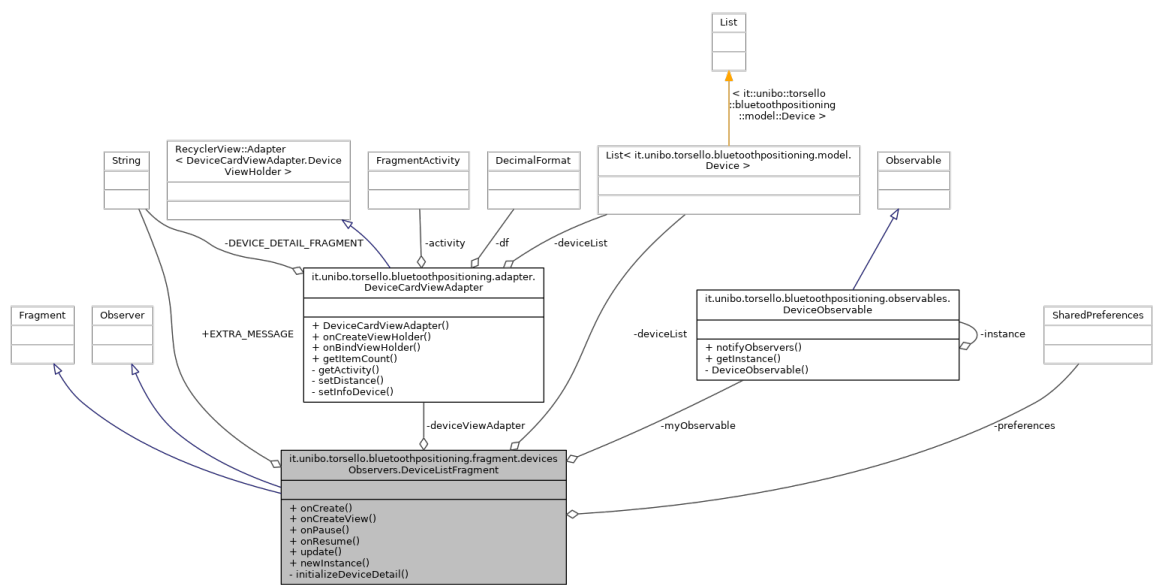 List
< it::unibo::torsello
::bluetoothpositioning
::model::Device >
String
RecyclerView::Adapter
< DeviceCardViewAdapter.Device
ViewHolder >
FragmentActivity
DecimalFormat
List< it.unibo.torsello.bluetoothpositioning.model.
Device >
Observable
-DEVICE_DETAIL_FRAGMENT
-activity
-df
-deviceList
it.unibo.torsello.bluetoothpositioning.adapter.
DeviceCardViewAdapter
+ DeviceCardViewAdapter()
+ onCreateViewHolder()
+ onBindViewHolder()
+ getItemCount()
- getActivity()
- setDistance()
- setInfoDevice()
it.unibo.torsello.bluetoothpositioning.observables.
DeviceObservable
+ notifyObservers()
+ getInstance()
- DeviceObservable()
-instance
Fragment
Observer
+EXTRA_MESSAGE
-deviceList
SharedPreferences
-deviceViewAdapter
-myObservable
-preferences
it.unibo.torsello.bluetoothpositioning.fragment.devices
Observers.DeviceListFragment
+ onCreate()
+ onCreateView()
+ onPause()
+ onResume()
+ update()
+ newInstance()
- initializeDeviceDetail()